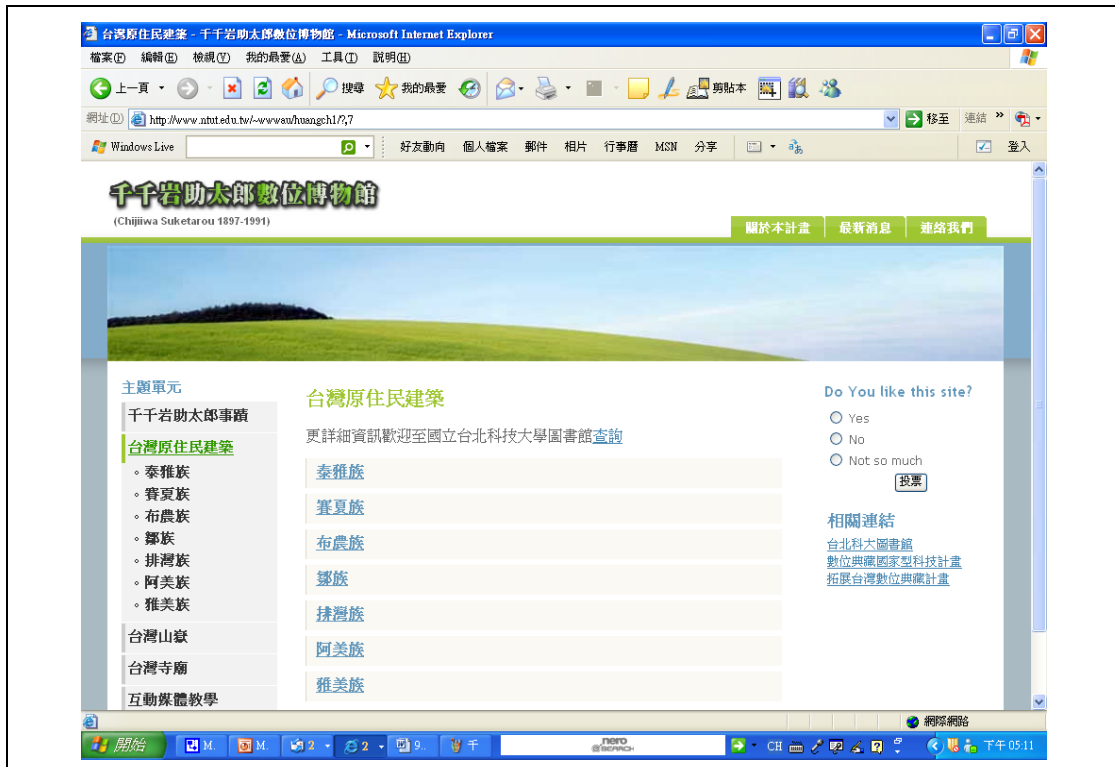 台灣原住民建築 - 千千岩助太郎數位博物館 - Microsoft Internet Explorer
檔案(F) 編輯(E) 檢視(V) 我的最愛(A) 工具(T) 說明(H)
上一頁 搜尋 我的最愛 剪貼本
網址(D) http://www.ntut.edu.tw/~wwwau/huangch1/?,7 移至 連結 »
Windows Live 好友動向 個人檔案 郵件 相片 行事曆 MSN 分享 登入
千千岩助太郎數位博物館
(Chijiiwa Suketarou 1897-1991)
關於本計畫 最新消息 連絡我們
主題單元
千千岩助太郎事蹟
台灣原住民建築
泰雅族
賽夏族
布農族
鄒族
排灣族
阿美族
雅美族
台灣山嶽
台灣寺廟
互動媒體教學
台灣原住民建築
更詳細資訊歡迎至國立台北科技大學圖書館查詢
泰雅族
賽夏族
布農族
鄒族
排灣族
阿美族
雅美族
Do You like this site?
Yes
No
Not so much
投票
相關連結
台北科大圖書館
數位典藏國家型科技計畫
拓展台灣數位典藏計畫
網際網路
開始 M. M. 2 2 9.. 千 nero SEARCH CH 下午 05:11